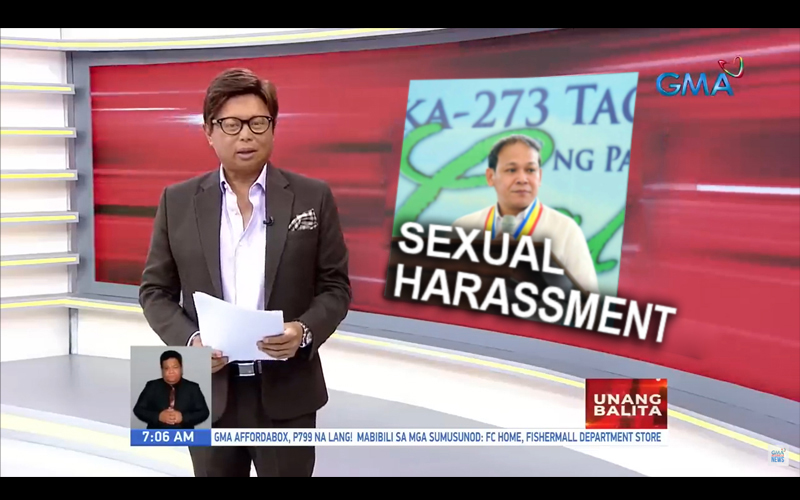 GMA
KA-273 TAG
NG PA
SEXUAL
HARASSMENT
UNANG
BALITA
7:06 AM
GMA AFFORDABOX, P799 NA LANG! MABIBILI SA MGA SUMUSUNOD: FC HOME, FISHERMALL DEPARTMENT STORE